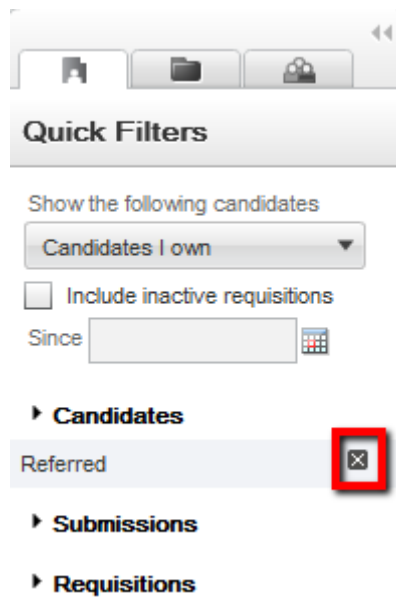 Quick Filters
Show the following candidates
Candidates I own
Include inactive requisitions
Since
Candidates
Referred
Submissions
Requisitions